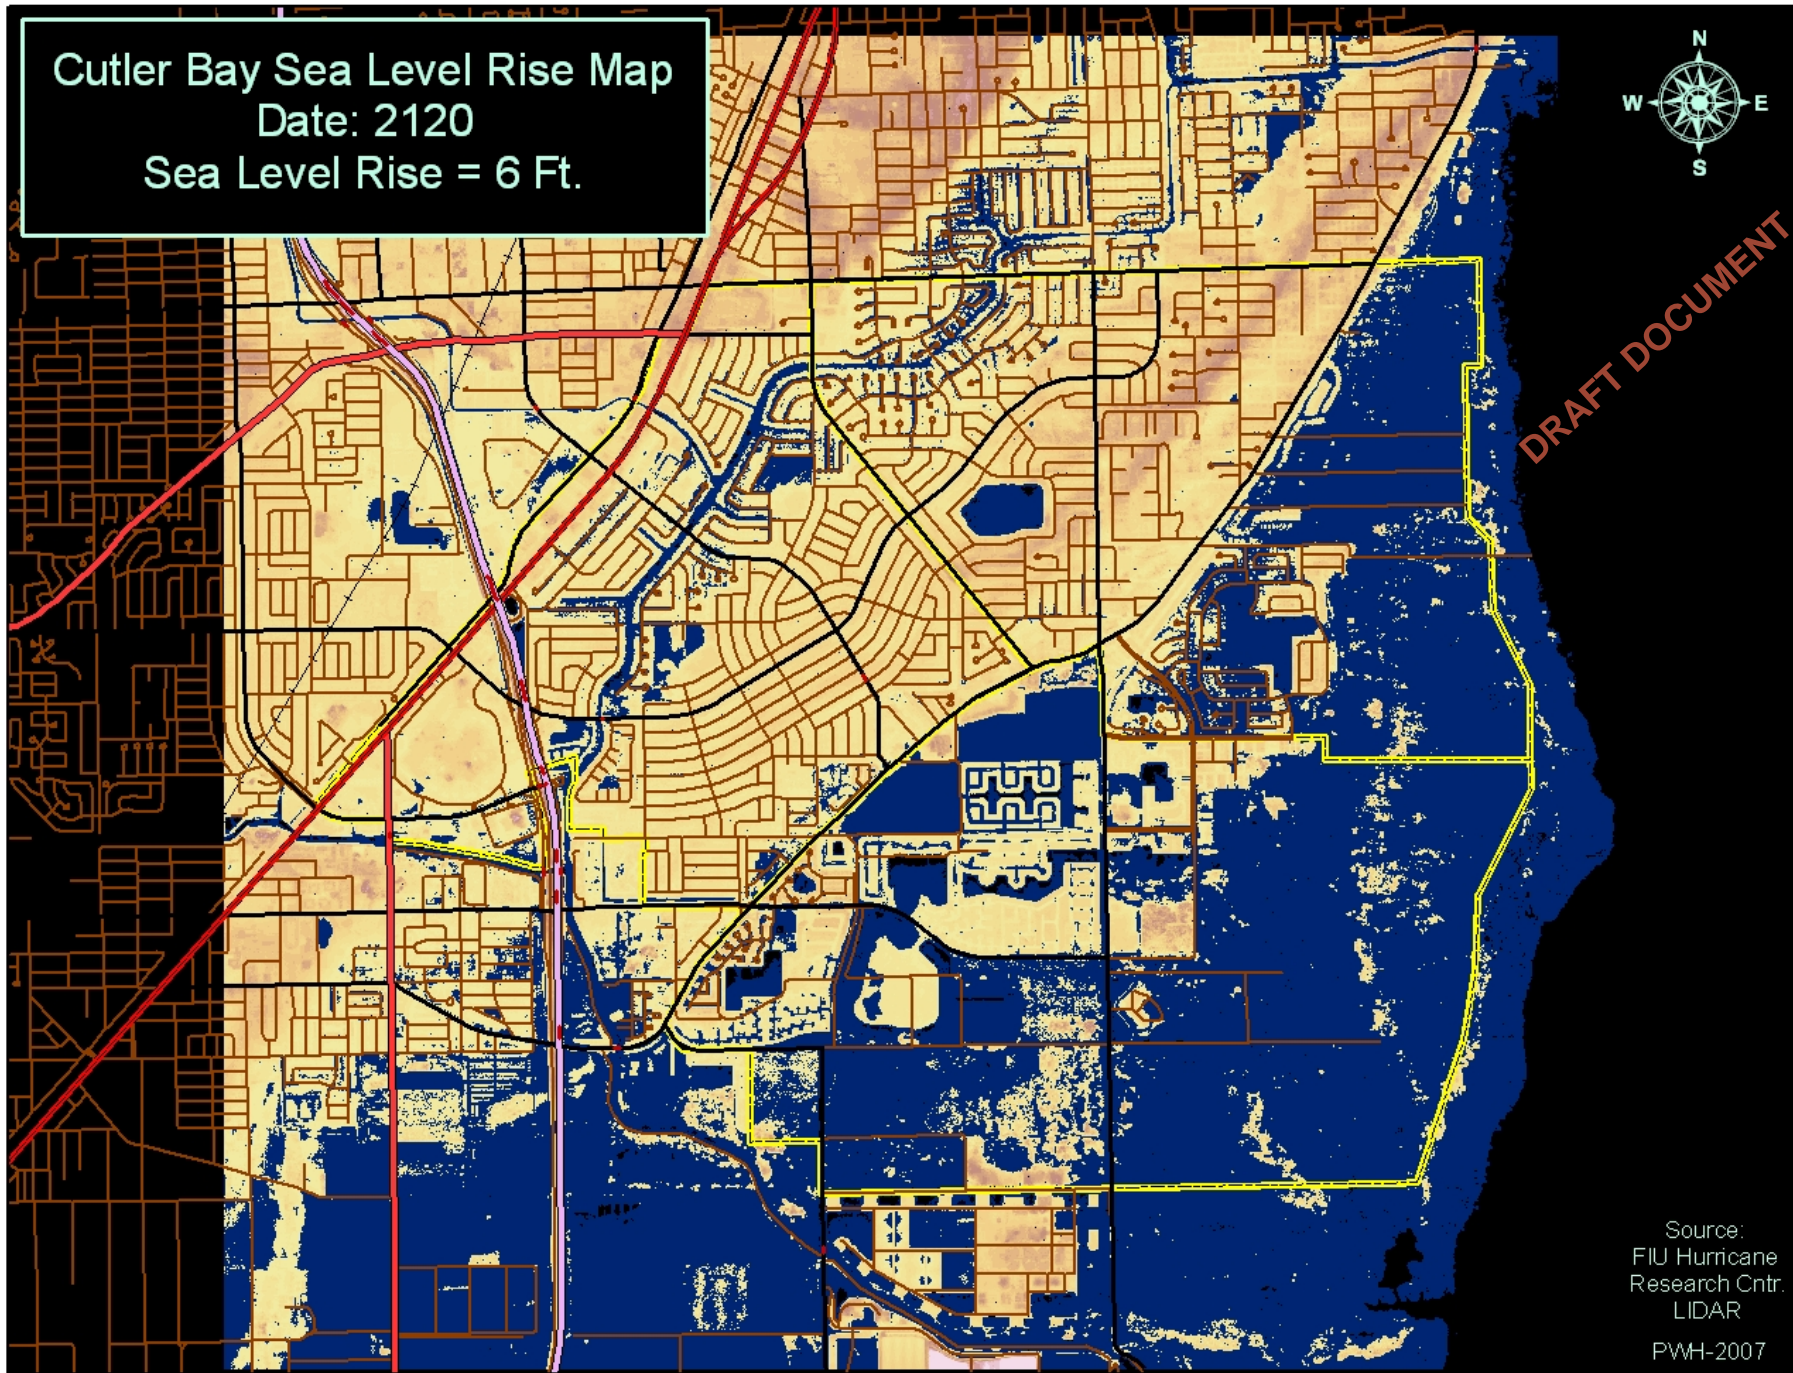 Cutler Bay Sea Level Rise Map
Date: 2120
Sea Level Rise = 6 Ft.
N
W
E
S
DRAFT DOCUMENT
Source:
FIU Hurricane
Research Cntr.
LIDAR
PWH-2007